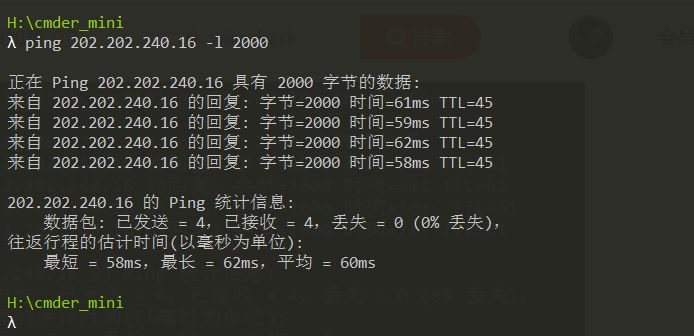 H:\cmder_mini
λ ping 202.202.240.16 -l 2000
正在 Ping 202.202.240.16 具有 2000 字节的数据:
来自 202.202.240.16 的回复: 字节=2000 时间=61ms TTL=45
来自 202.202.240.16 的回复: 字节=2000 时间=59ms TTL=45
来自 202.202.240.16 的回复: 字节=2000 时间=62ms TTL=45
来自 202.202.240.16 的回复: 字节=2000 时间=58ms TTL=45
202.202.240.16 的 Ping 统计信息:
数据包: 已发送 = 4，已接收 = 4，丢失 = 0 (0% 丢失)，
往返行程的估计时间(以毫秒为单位):
最短 = 58ms，最长 = 62ms，平均 = 60ms
H:\cmder_mini
λ